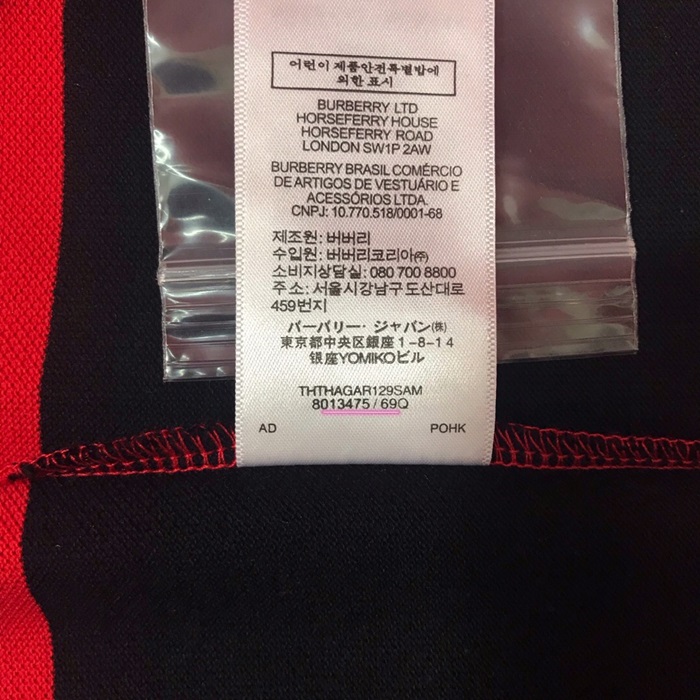 어린이 제품안전특별법에
의한 표시
BURBERRY LTD
HORSEFERRY HOUSE
HORSEFERRY ROAD
LONDON SW1P 2AW
BURBERRY BRASIL COMÉRCIO
DE ARTIGOS DE VESTUÁRIO E
ACESSÓRIOS LTDA.
CNPJ: 10.770.518/0001-68
제조원: 버버리
수입원: 버버리코리아㈜
소비지상담실: 080 700 8800
주소: 서울시강남구도산대로
459번지
バーバリー・ジャパン㈱
東京都中央区銀座1-8-14
銀座YOMIKOビル
THTHAGAR129SAM
8013475 / 69Q
AD POHK